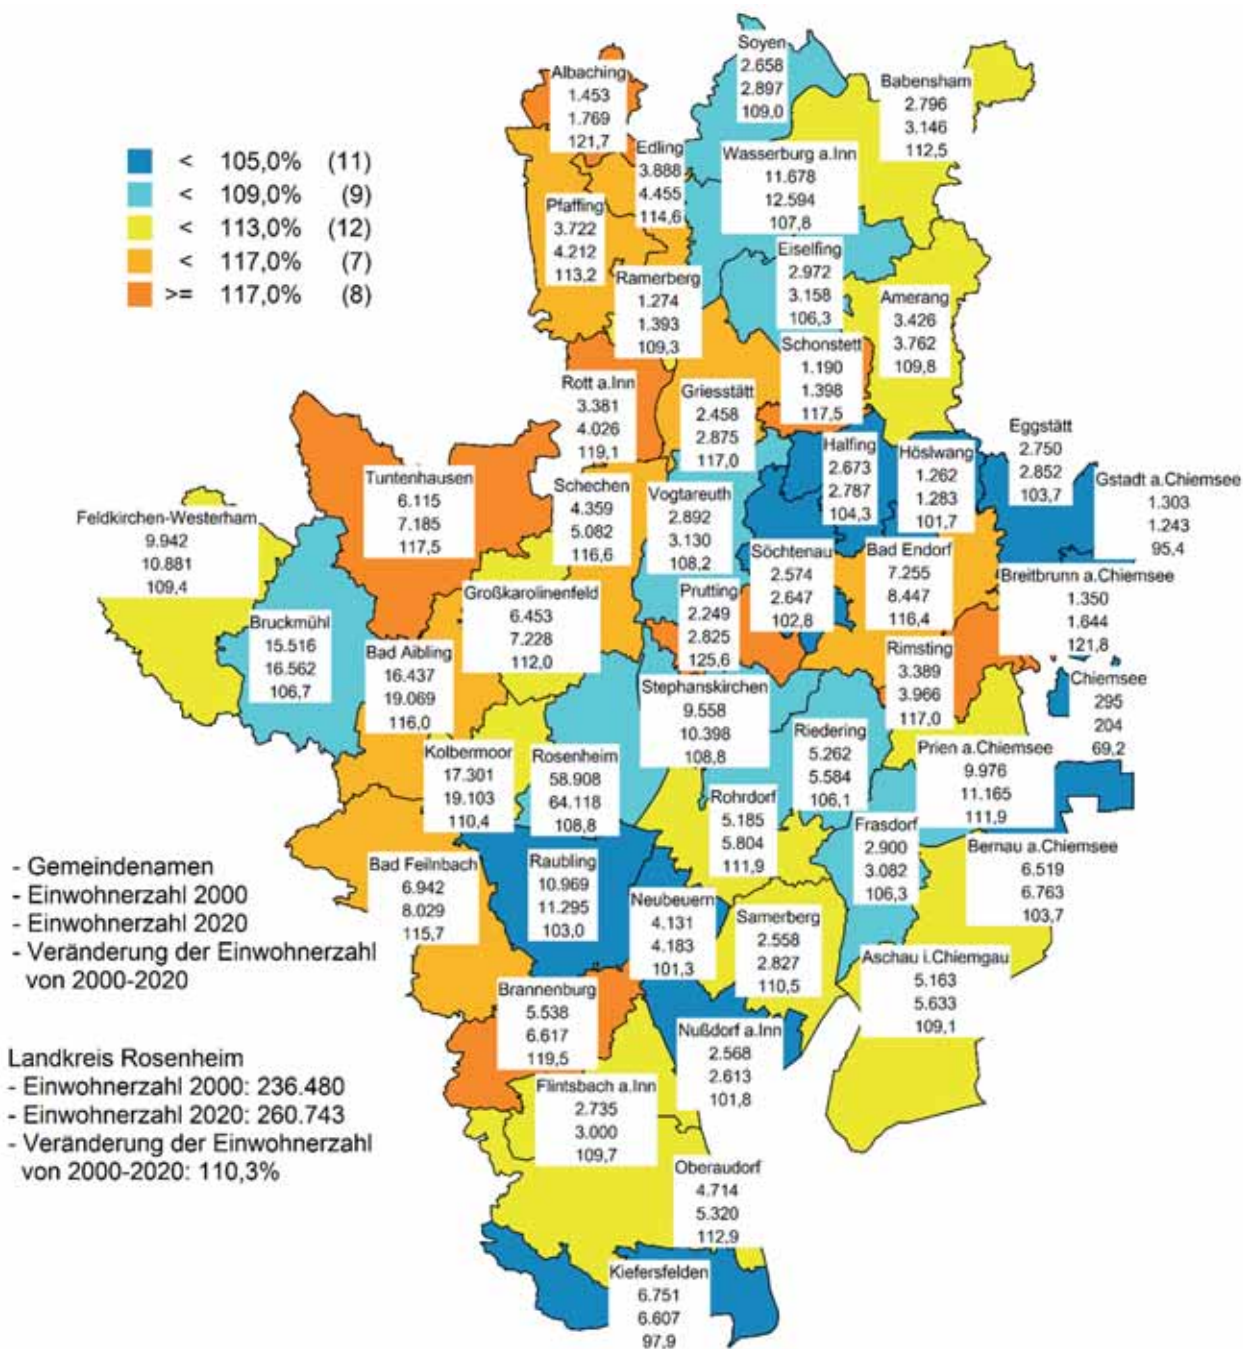 Soyen
2.658
2.897
109,0
Albaching
1.453
1.769
121,7
Babensham
2.796
3.146
112,5
< 105,0% (11)
< 109,0% (9)
< 113,0% (12)
< 117,0% (7)
>= 117,0% (8)
Edling
3.888
4.455
114,6
Wasserburg a.Inn
11.678
12.594
107,8
Pfaffing
3.722
4.212
113,2
Eiselfing
2.972
3.158
106,3
Ramerberg
1.274
1.393
109,3
Amerang
3.426
3.762
109,8
Schonstett
1.190
1.398
117,5
Rott a.Inn
3.381
4.026
119,1
Griesstätt
2.458
2.875
117,0
Halfing
2.673
2.787
104,3
Höslwang
1.262
1.283
101,7
Eggstätt
2.750
2.852
103,7
Gstadt a.Chiemsee
1.303
1.243
95,4
Tuntenhausen
6.115
7.185
117,5
Schechen
4.359
5.082
116,6
Vogtareuth
2.892
3.130
108,2
Feldkirchen-Westerham
9.942
10.881
109,4
Söchtenau
2.574
2.647
102,8
Bad Endorf
7.255
8.447
116,4
Breitbrunn a.Chiemsee
1.350
1.644
121,8
Großkarolinenfeld
6.453
7.228
112,0
Prutting
2.249
2.825
125,6
Bruckmühl
15.516
16.562
106,7
Bad Aibling
16.437
19.069
116,0
Rimsting
3.389
3.966
117,0
Chiemsee
295
204
69,2
Stephanskirchen
9.558
10.398
108,8
Riedering
5.262
5.584
106,1
Prien a.Chiemsee
9.976
11.165
111,9
Kolbermoor
17.301
19.103
110,4
Rosenheim
58.908
64.118
108,8
Rohrdorf
5.185
5.804
111,9
Frasdorf
2.900
3.082
106,3
Bernau a.Chiemsee
6.519
6.763
103,7
- Gemeindenamen
- Einwohnerzahl 2000
- Einwohnerzahl 2020
- Veränderung der Einwohnerzahl
von 2000-2020
Bad Feilnbach
6.942
8.029
115,7
Raubling
10.969
11.295
103,0
Neubeuern
4.131
4.183
101,3
Samerberg
2.558
2.827
110,5
Aschau i.Chiemgau
5.163
5.633
109,1
Brannenburg
5.538
6.617
119,5
Nußdorf a.Inn
2.568
2.613
101,8
Landkreis Rosenheim
- Einwohnerzahl 2000: 236.480
- Einwohnerzahl 2020: 260.743
- Veränderung der Einwohnerzahl
von 2000-2020: 110,3%
Flintsbach a.Inn
2.735
3.000
109,7
Oberaudorf
4.714
5.320
112,9
Kiefersfelden
6.751
6.607
97,9